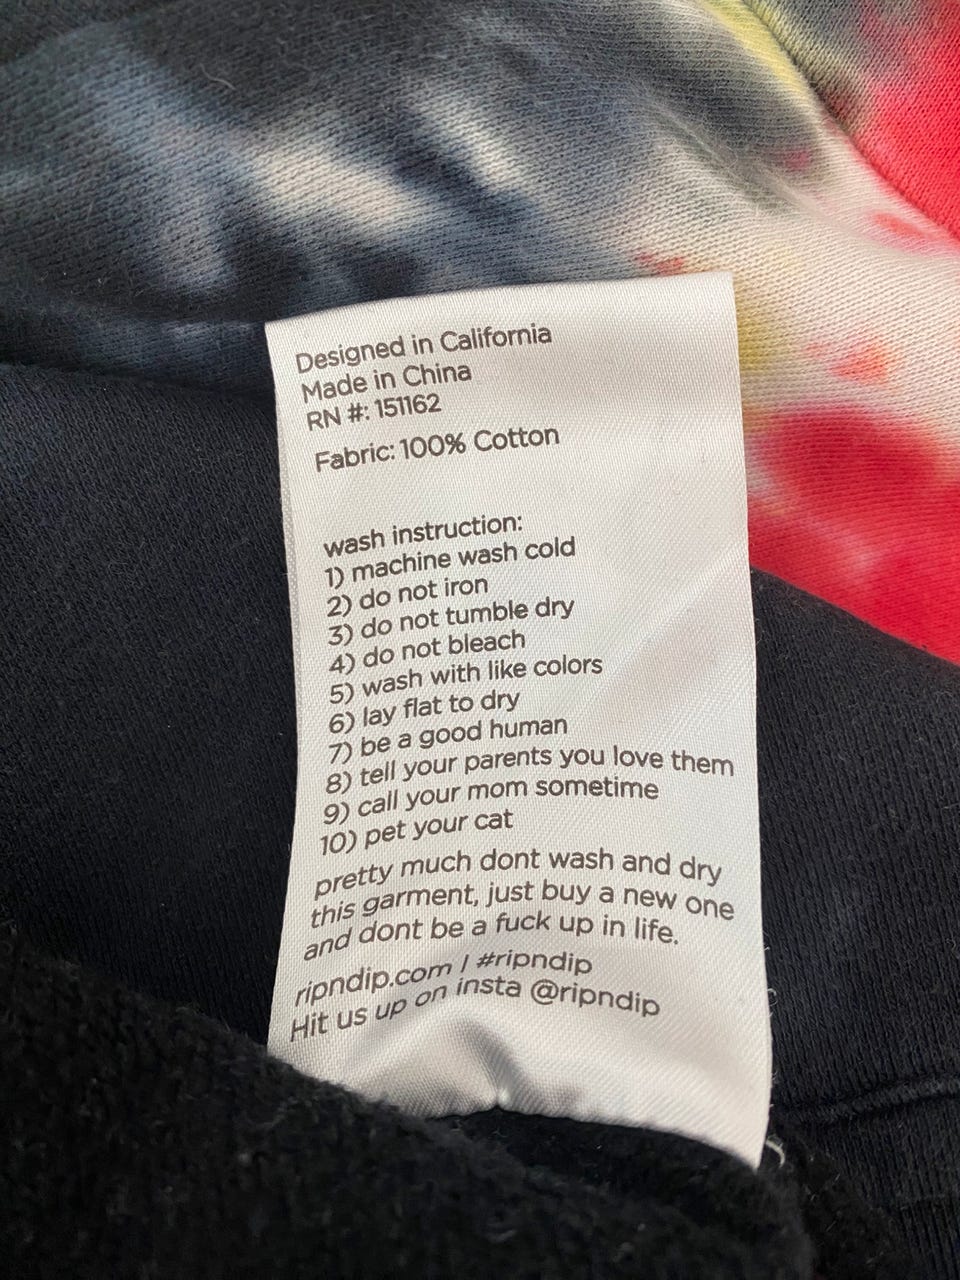 Designed in California
Made in China
RN #: 151162
Fabric: 100% Cotton
wash instruction:
1) machine wash cold
2) do not iron
3) do not tumble dry
4) do not bleach
5) wash with like colors
6) lay flat to dry
7) be a good human
8) tell your parents you love them
9) call your mom sometime
10) pet your cat
pretty much dont wash and dry
this garment, just buy a new one
and dont be a fuck up in life.
ripndip.com / #ripndip
Hit us up on insta @ripndip